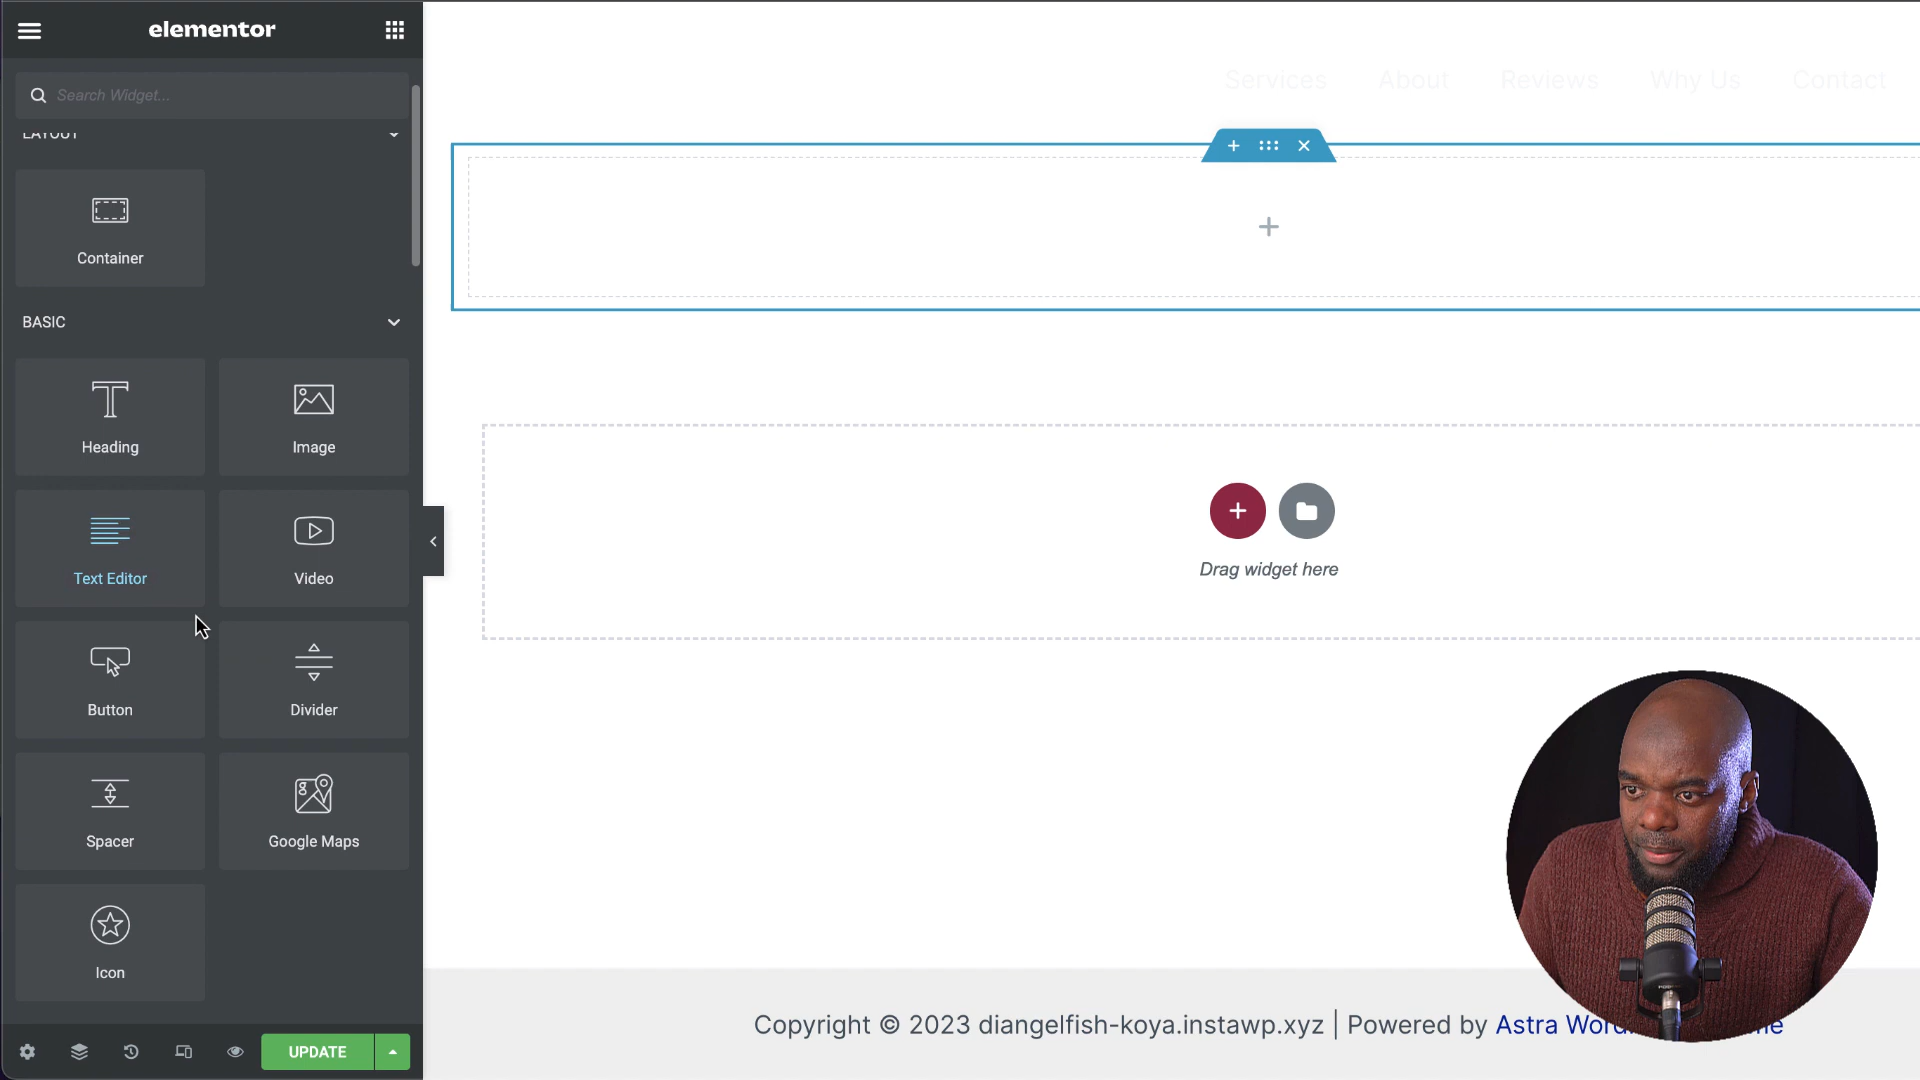 elementor
Search Widget...
LAYOUT
Container
BASIC
Heading
Image
Text Editor
Video
Button
Divider
Spacer
Google Maps
Icon
UPDATE
Services About Reviews Why Us Contact
Drag widget here
Copyright © 2023 diangelfish-koya.instawp.xyz | Powered by Astra